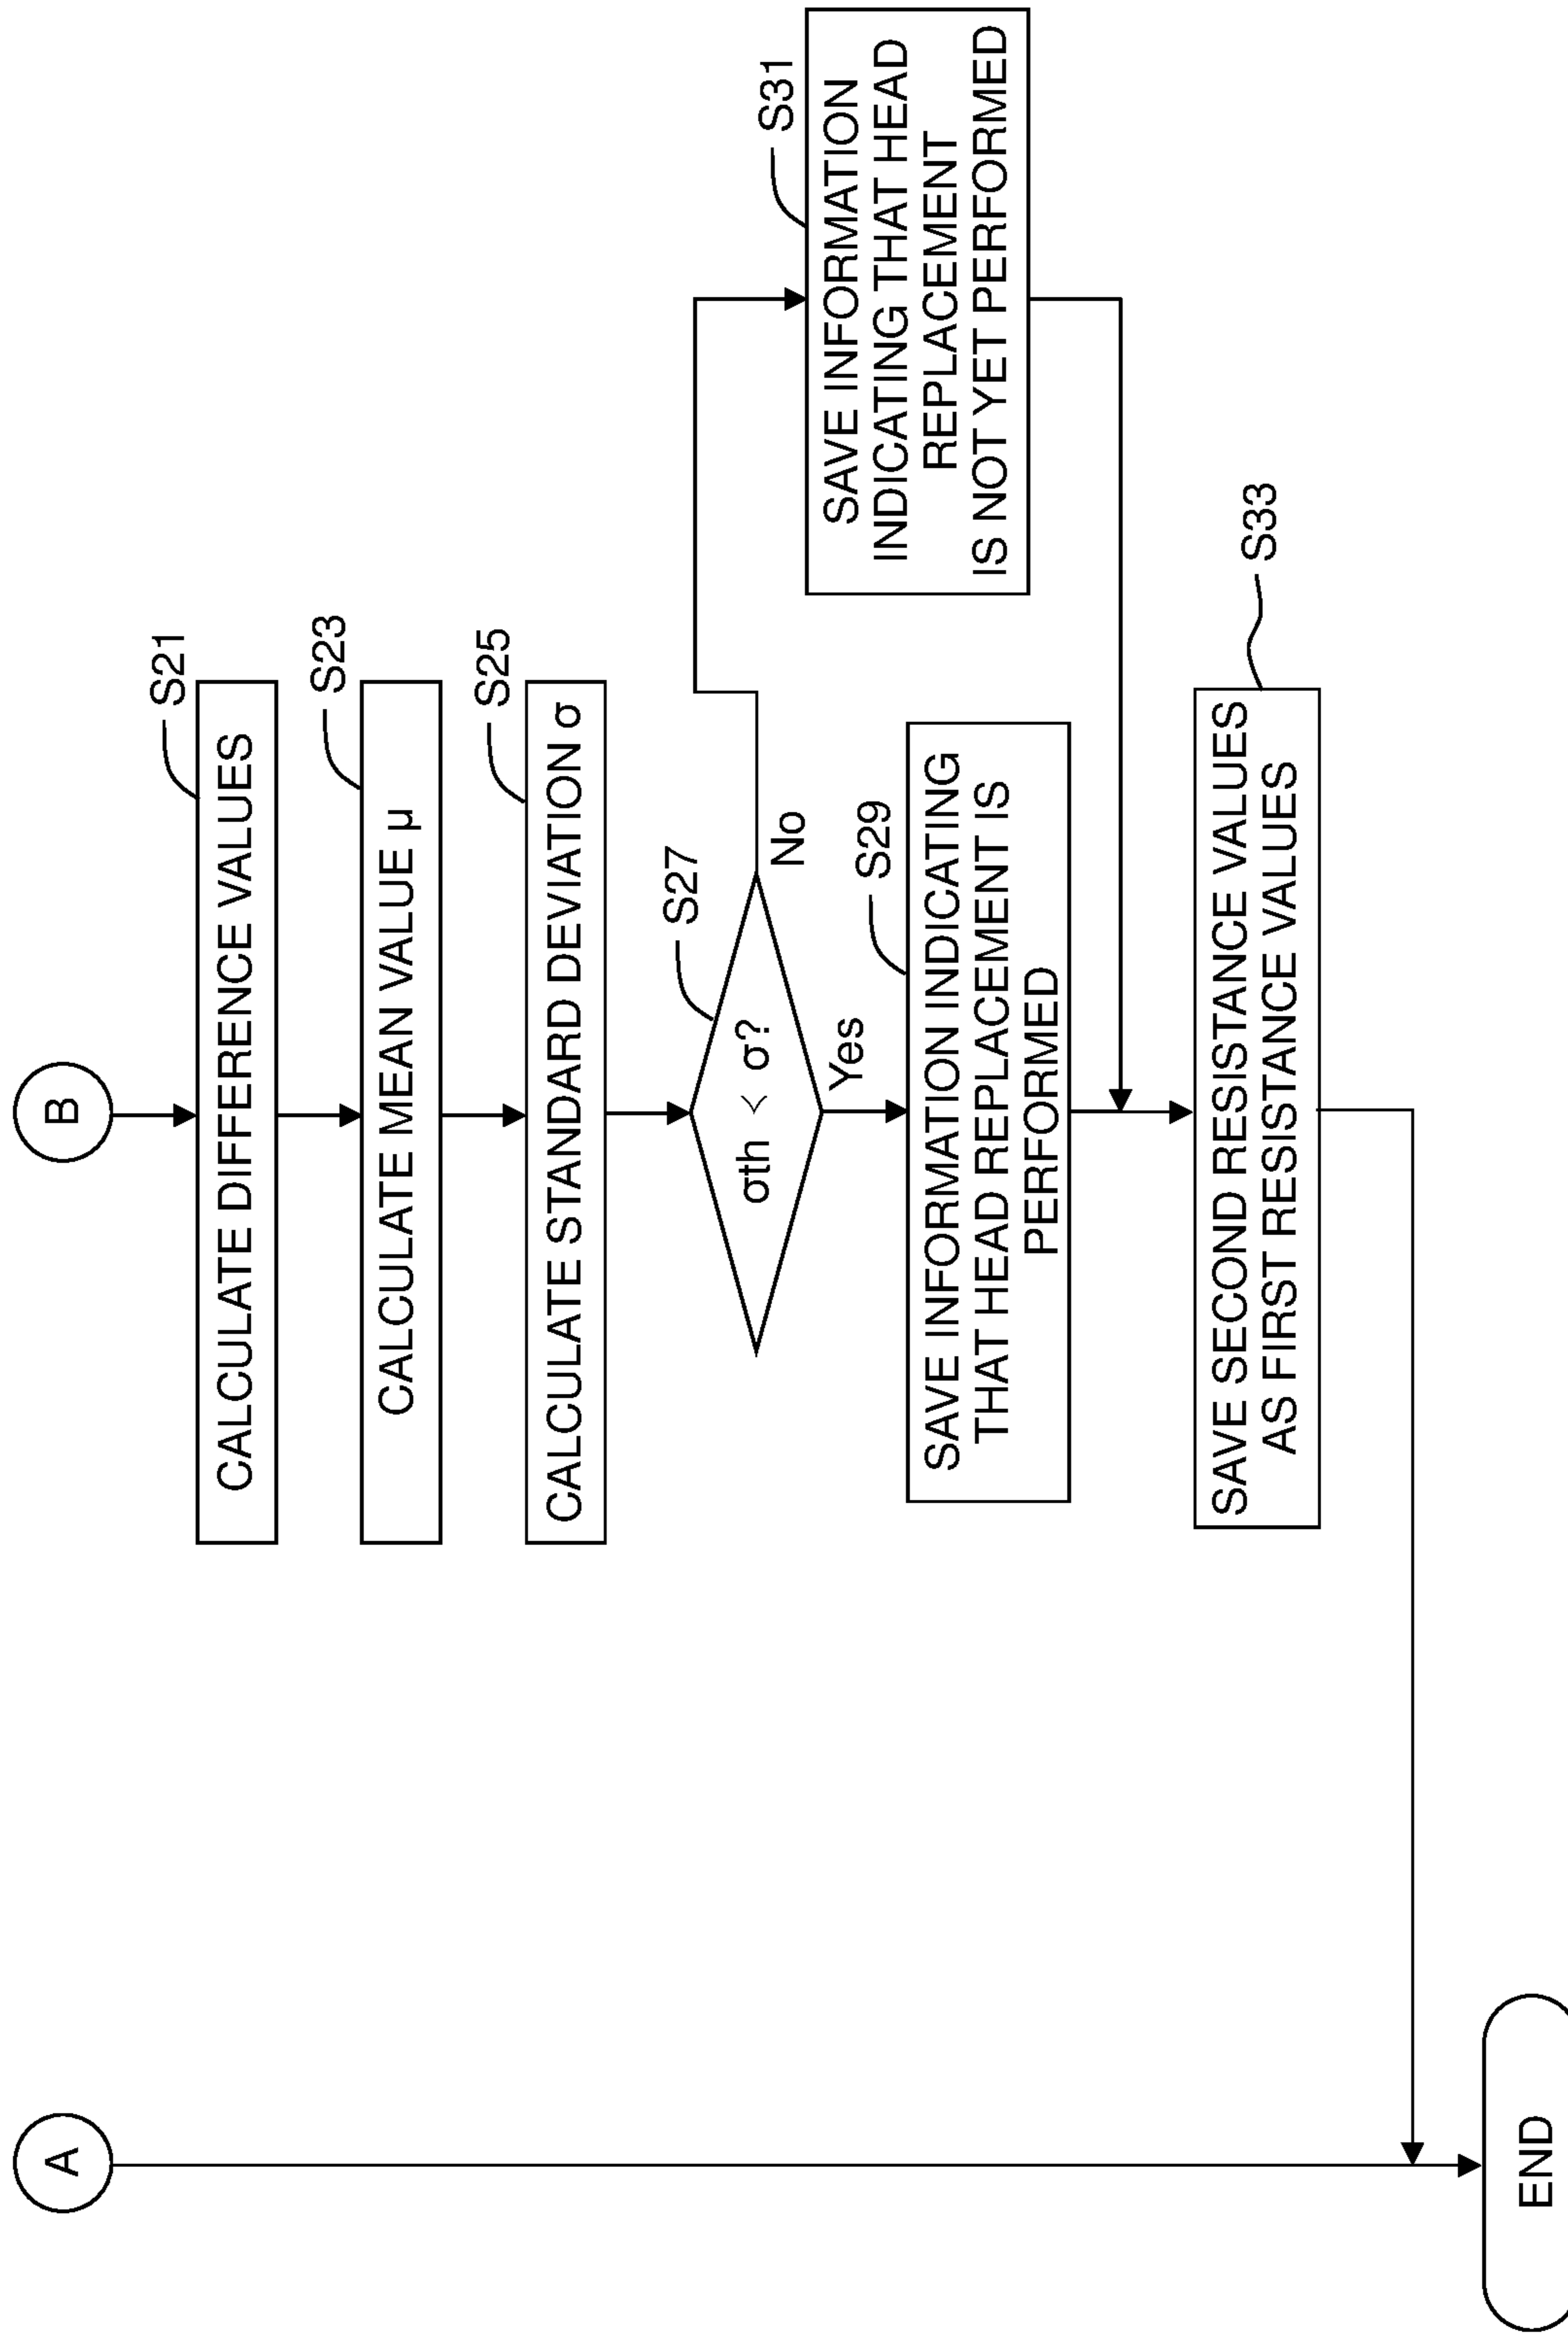 A
B
S21
CALCULATE DIFFERENCE VALUES
S23
CALCULATE MEAN VALUE μ
S25
CALCULATE STANDARD DEVIATION σ
S27
σth < σ?
No
Yes
S29
SAVE INFORMATION INDICATING
THAT HEAD REPLACEMENT IS
PERFORMED
S31
SAVE INFORMATION
INDICATING THAT HEAD
REPLACEMENT
IS NOT YET PERFORMED
S33
SAVE SECOND RESISTANCE VALUES
AS FIRST RESISTANCE VALUES
END